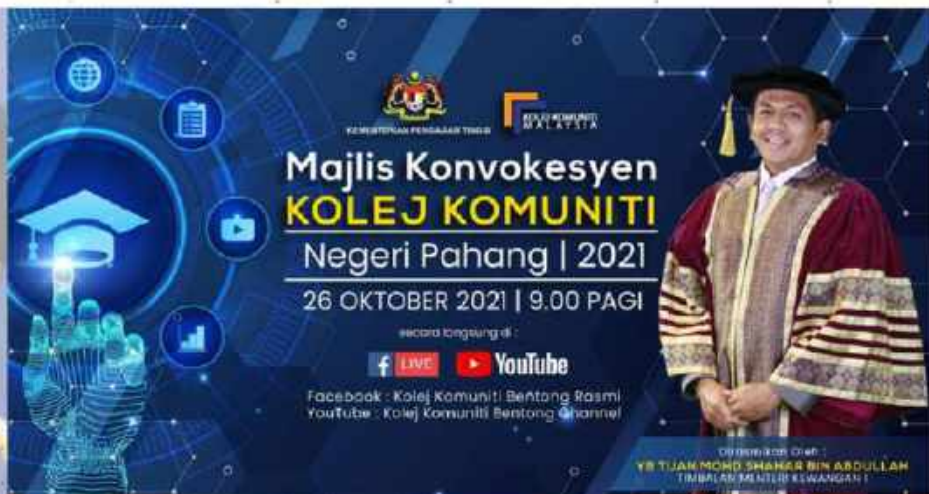 KEMENTERIAN PENGAJIAN TINGGI
KOLEJ KOMUNITI
MALAYSIA
Majlis Konvokesyen
KOLEJ KOMUNITI
Negeri Pahang | 2021
26 OKTOBER 2021 | 9.00 PAGI
secara langsung di :
f LIVE YouTube
Facebook : Kolej Komuniti Bentong Rasmi
YouTube : Kolej Komuniti Bentong Channel
Dirasmikan Oleh :
YB TUAN MOHD SHAHAR BIN ABDULLAH
TIMBALAN MENTERI KEWANGAN I